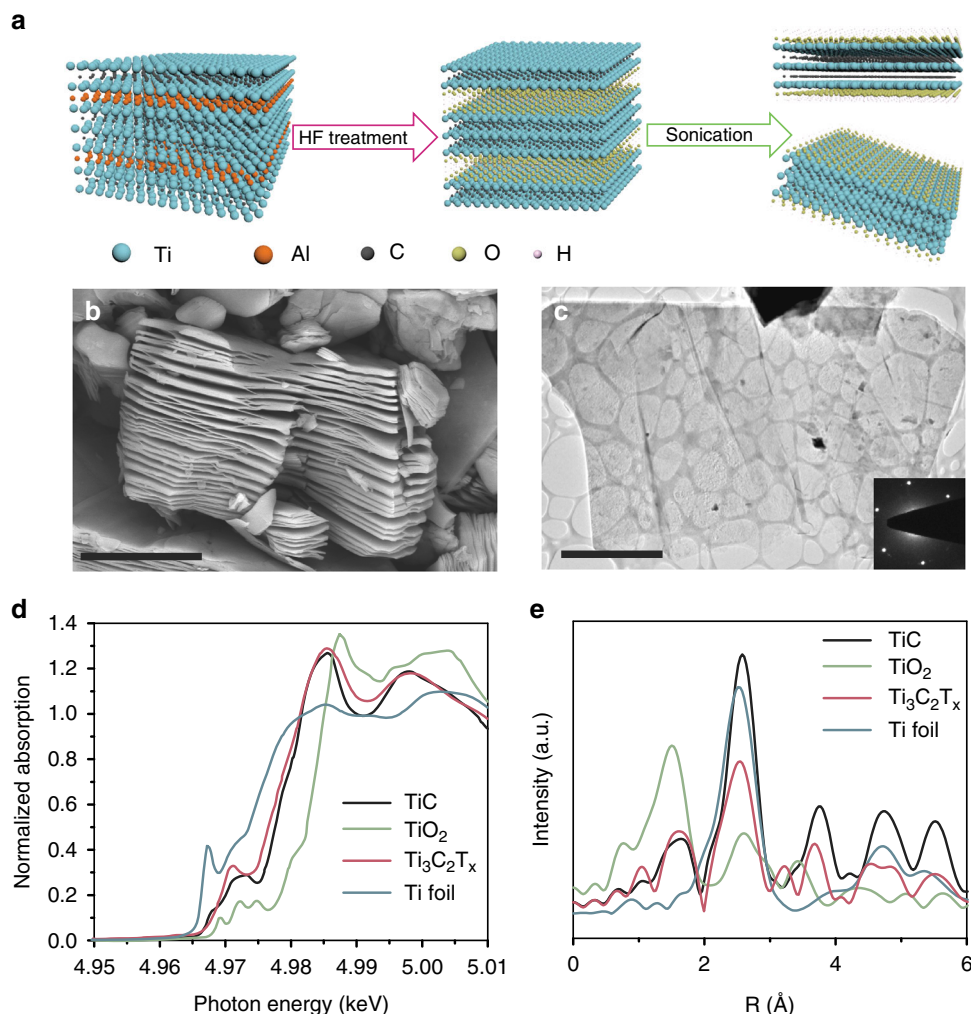 a
HF treatment
Sonication
Ti
Al
C
O
H
b
c
d
1.4
1.2
1.0
0.8
0.6
0.4
0.2
0.0
Normalized absorption
TiC
TiO₂
Ti₃C₂Tₓ
Ti foil
4.95 4.96 4.97 4.98 4.99 5.00 5.01
Photon energy (keV)
e
Intensity (a.u.)
TiC
TiO₂
Ti₃C₂Tₓ
Ti foil
0 2 4 6
R (Å)